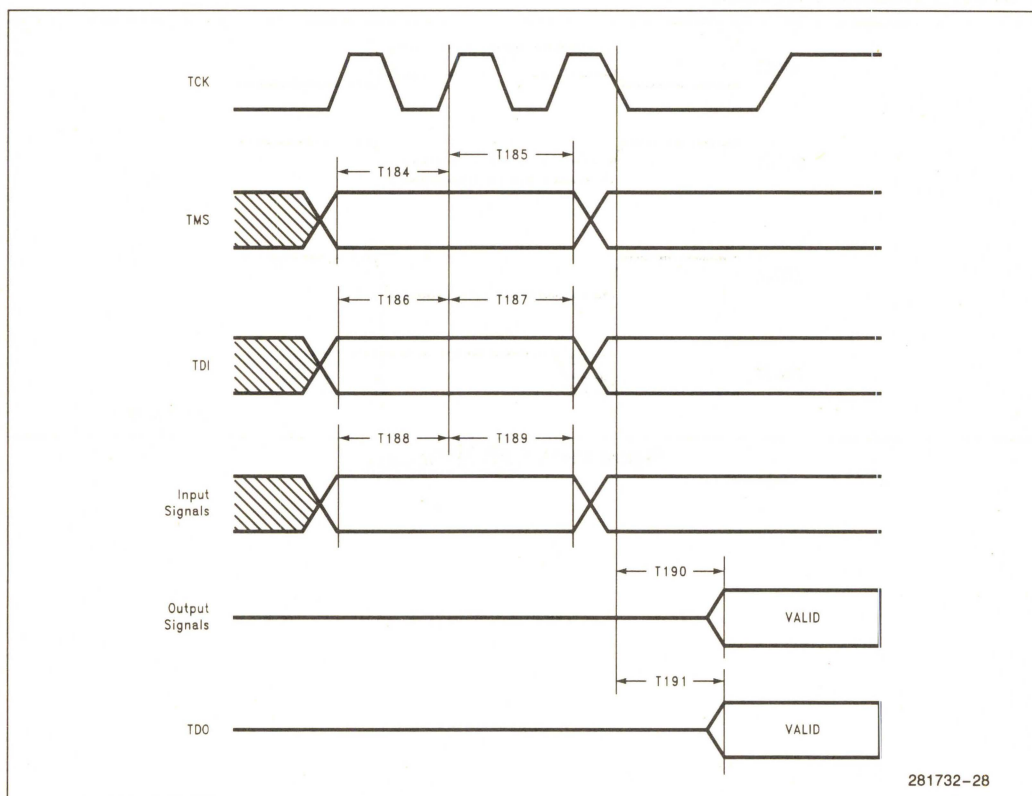 TCK
T185
T184
TMS
T186
T187
TDI
T188
T189
Input
Signals
T190
Output
Signals
VALID
T191
TDO
VALID
281732-28